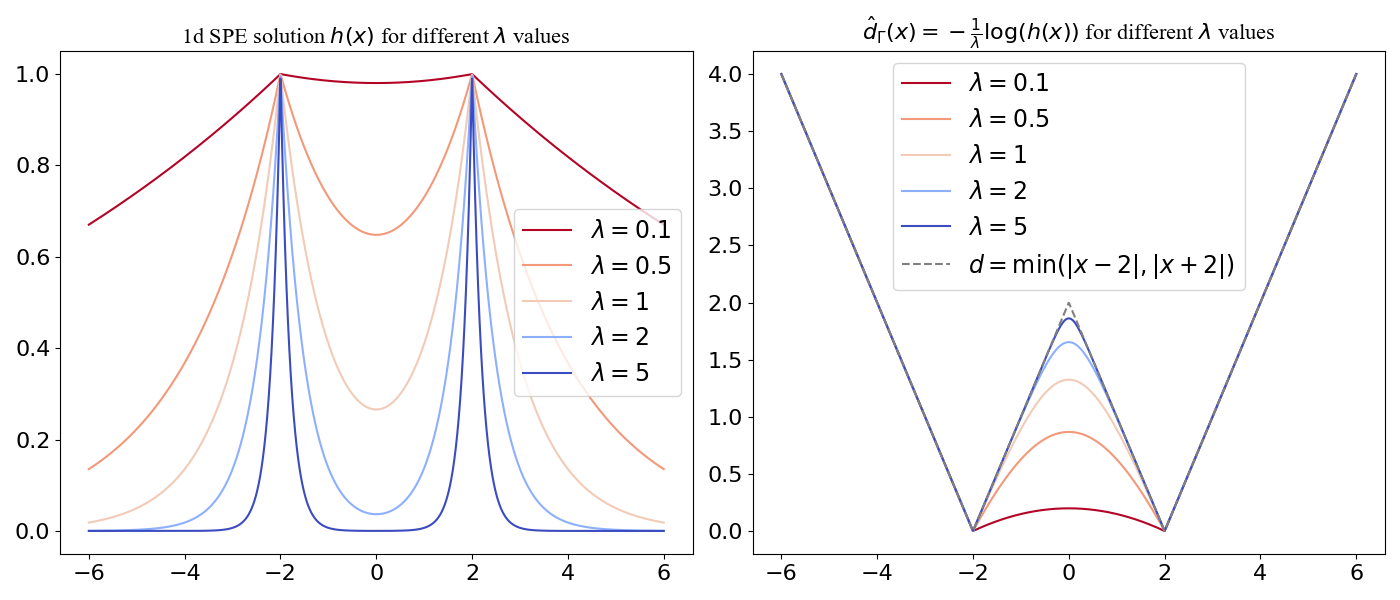 1d SPE solution h(x) for different λ values
1.0
0.8
0.6
0.4
0.2
0.0
−6 −4 −2 0 2 4 6
λ = 0.1
λ = 0.5
λ = 1
λ = 2
λ = 5
d̂_Γ(x) = −1/λ log(h(x)) for different λ values
4.0
3.5
3.0
2.5
2.0
1.5
1.0
0.5
0.0
−6 −4 −2 0 2 4 6
λ = 0.1
λ = 0.5
λ = 1
λ = 2
λ = 5
d = min(|x − 2|, |x + 2|)